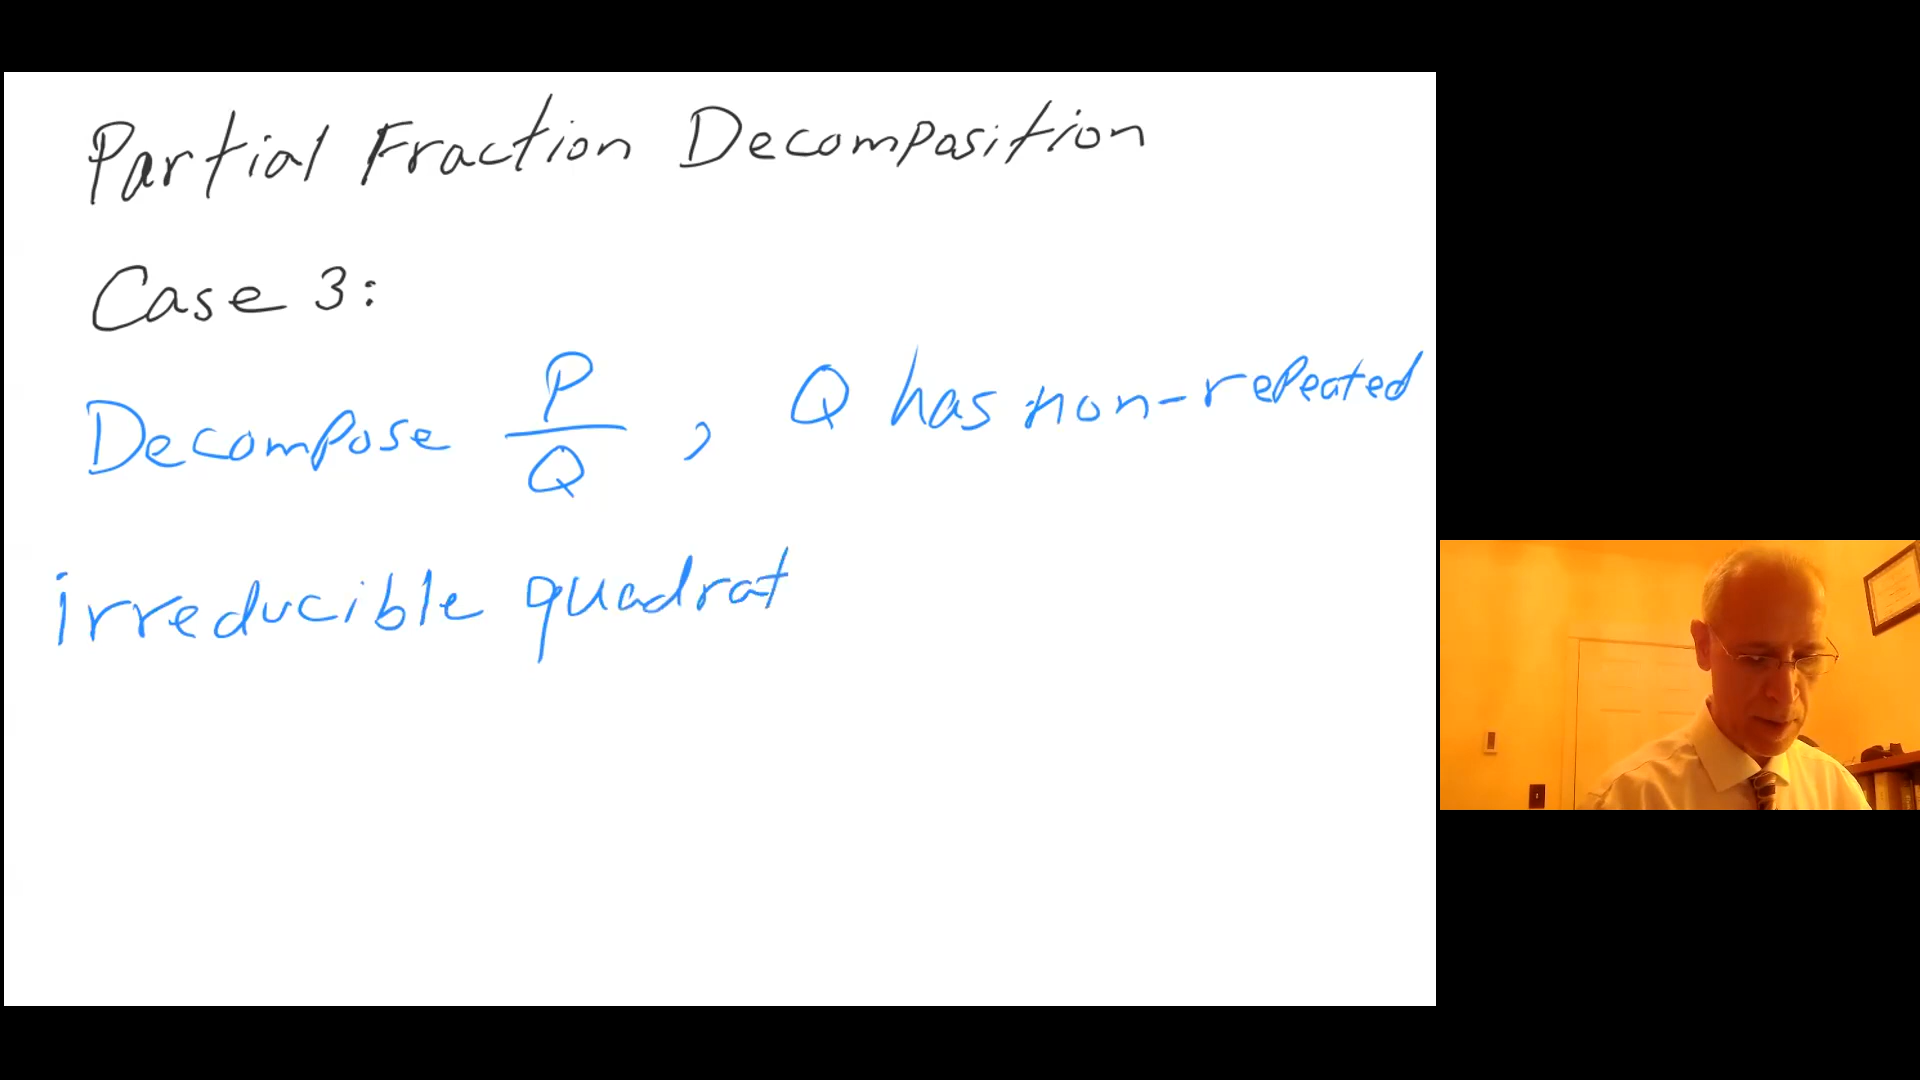 Partial Fraction Decomposition
Case 3:
Decompose P/Q , Q has non-repeated
irreducible quadrat